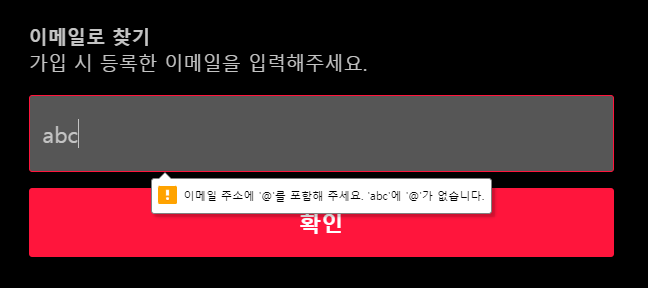 이메일로 찾기
가입 시 등록한 이메일을 입력해주세요.
abc
이메일 주소에 '@'를 포함해 주세요. 'abc'에 '@'가 없습니다.
확인